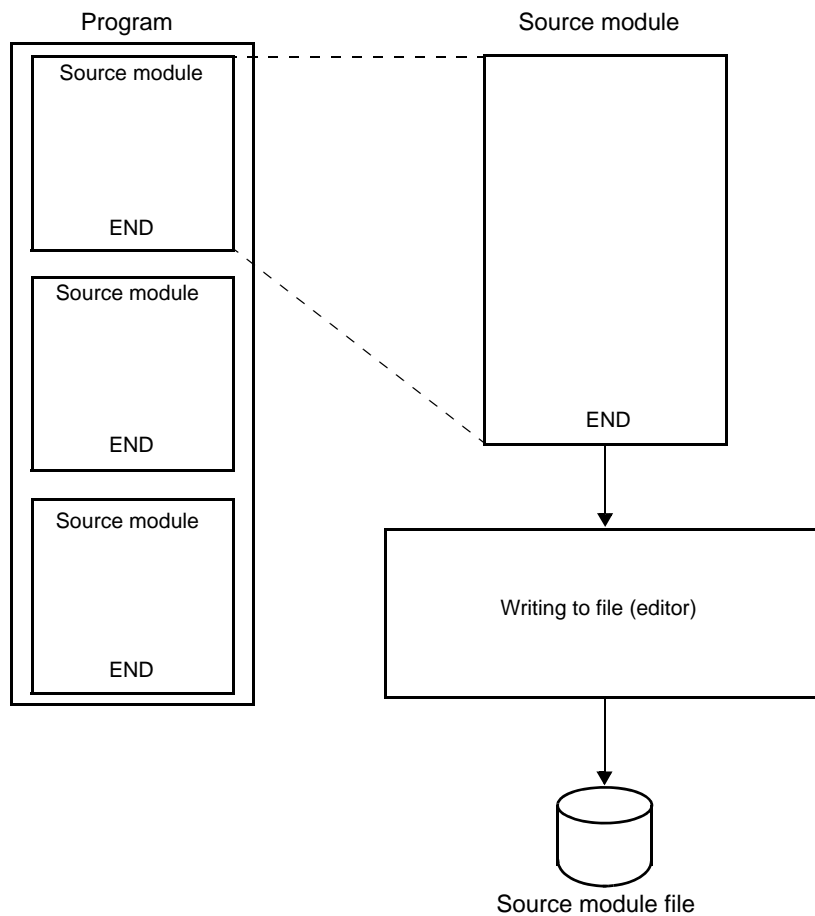 Program
Source module
END
Source module
END
Source module
END
Source module
END
Writing to file (editor)
Source module file